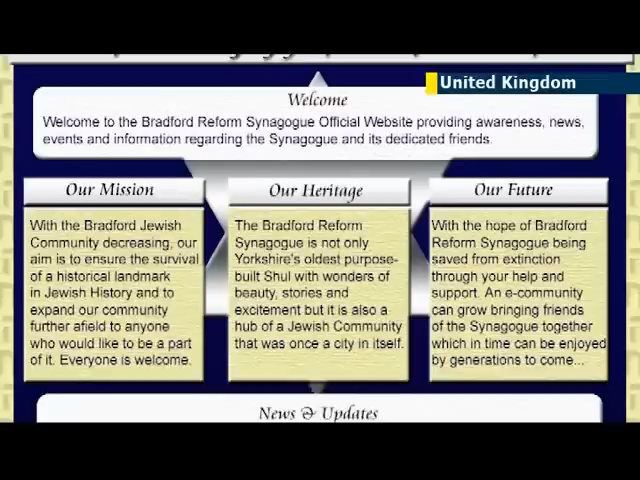 United Kingdom
Welcome
Welcome to the Bradford Reform Synagogue Official Website providing awareness, news,
events and information regarding the Synagogue and its dedicated friends.
Our Mission
With the Bradford Jewish
Community decreasing, our
aim is to ensure the survival
of a historical landmark
in Jewish History and to
expand our community
further afield to anyone
who would like to be a part
of it. Everyone is welcome.
Our Heritage
The Bradford Reform
Synagogue is not only
Yorkshire's oldest purpose-
built Shul with wonders of
beauty, stories and
excitement but it is also a
hub of a Jewish Community
that was once a city in itself.
Our Future
With the hope of Bradford
Reform Synagogue being
saved from extinction
through your help and
support. An e-community
can grow bringing friends
of the Synagogue together
which in time can be enjoyed
by generations to come...
News & Updates